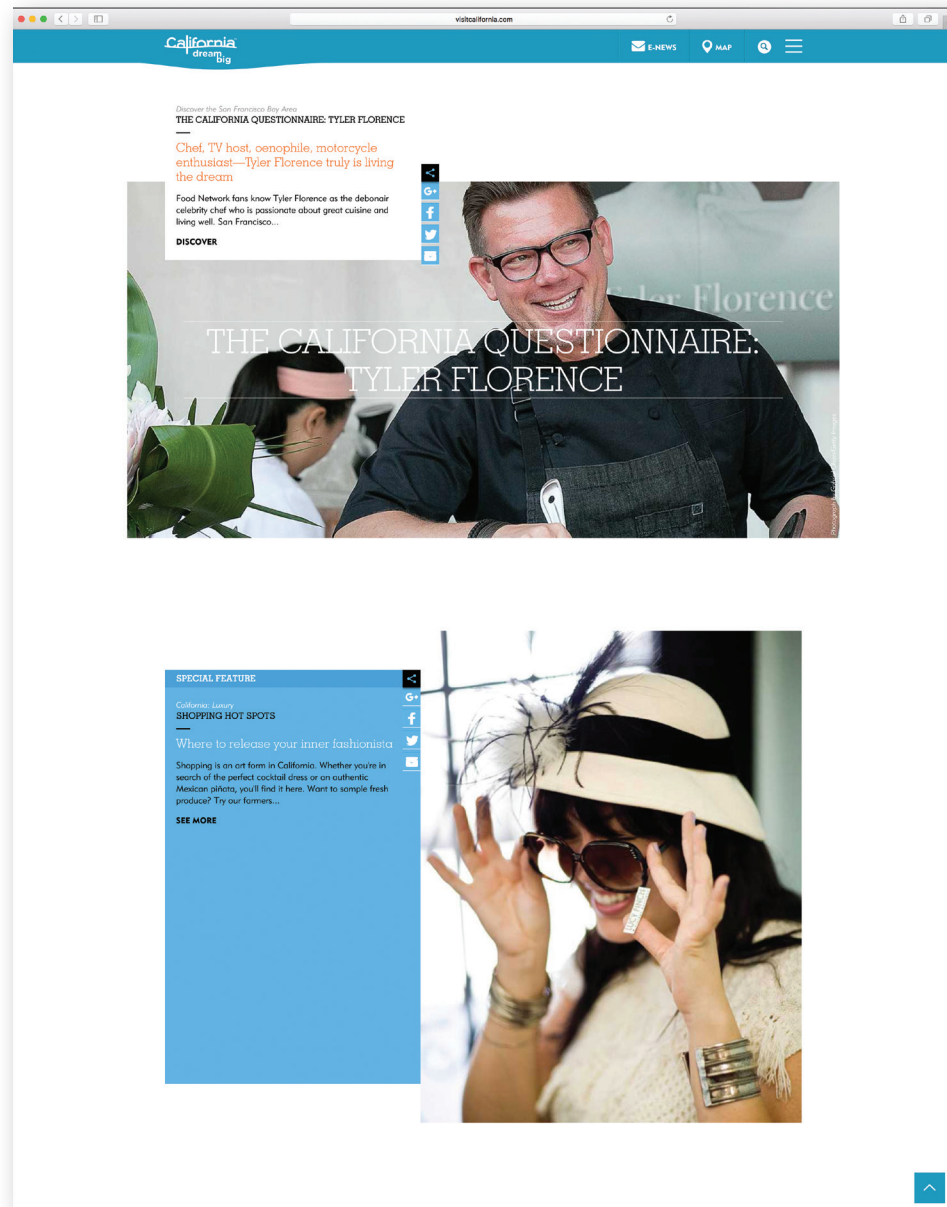 visitcalifornia.com
California
dream
big
E-NEWS
MAP
Discover the San Francisco Bay Area
THE CALIFORNIA QUESTIONNAIRE: TYLER FLORENCE
Chef, TV host, oenophile, motorcycle
enthusiast—Tyler Florence truly is living
the dream
Food Network fans know Tyler Florence as the debonair
celebrity chef who is passionate about great cuisine and
living well. San Francisco...
DISCOVER
G+
Tyler Florence
THE CALIFORNIA QUESTIONNAIRE:
TYLER FLORENCE
SPECIAL FEATURE
California: Luxury
SHOPPING HOT SPOTS
Where to release your inner fashionista
Shopping is an art form in California. Whether you're in
search of the perfect cocktail dress or an authentic
Mexican piñata, you'll find it here. Want to sample fresh
produce? Try our farmers...
SEE MORE
G+